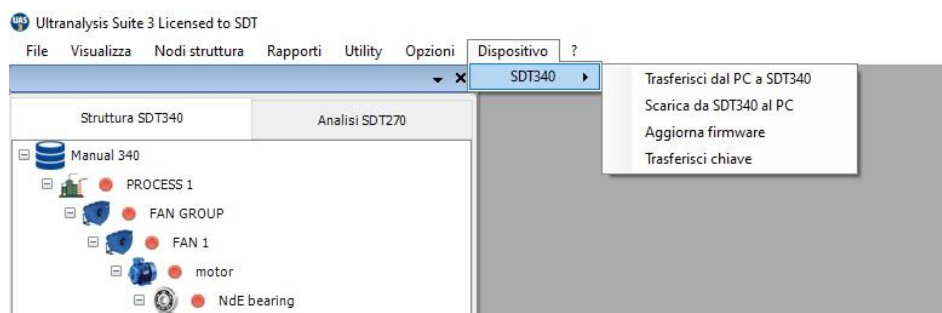 UAS 3 Ultranalysis Suite 3 Licensed to SDT
File Visualizza Nodi struttura Rapporti Utility Opzioni Dispositivo ?
SDT340
Trasferisci dal PC a SDT340
Scarica da SDT340 al PC
Aggiorna firmware
Trasferisci chiave
Struttura SDT340 Analisi SDT270
Manual 340
PROCESS 1
FAN GROUP
FAN 1
motor
NdE bearing